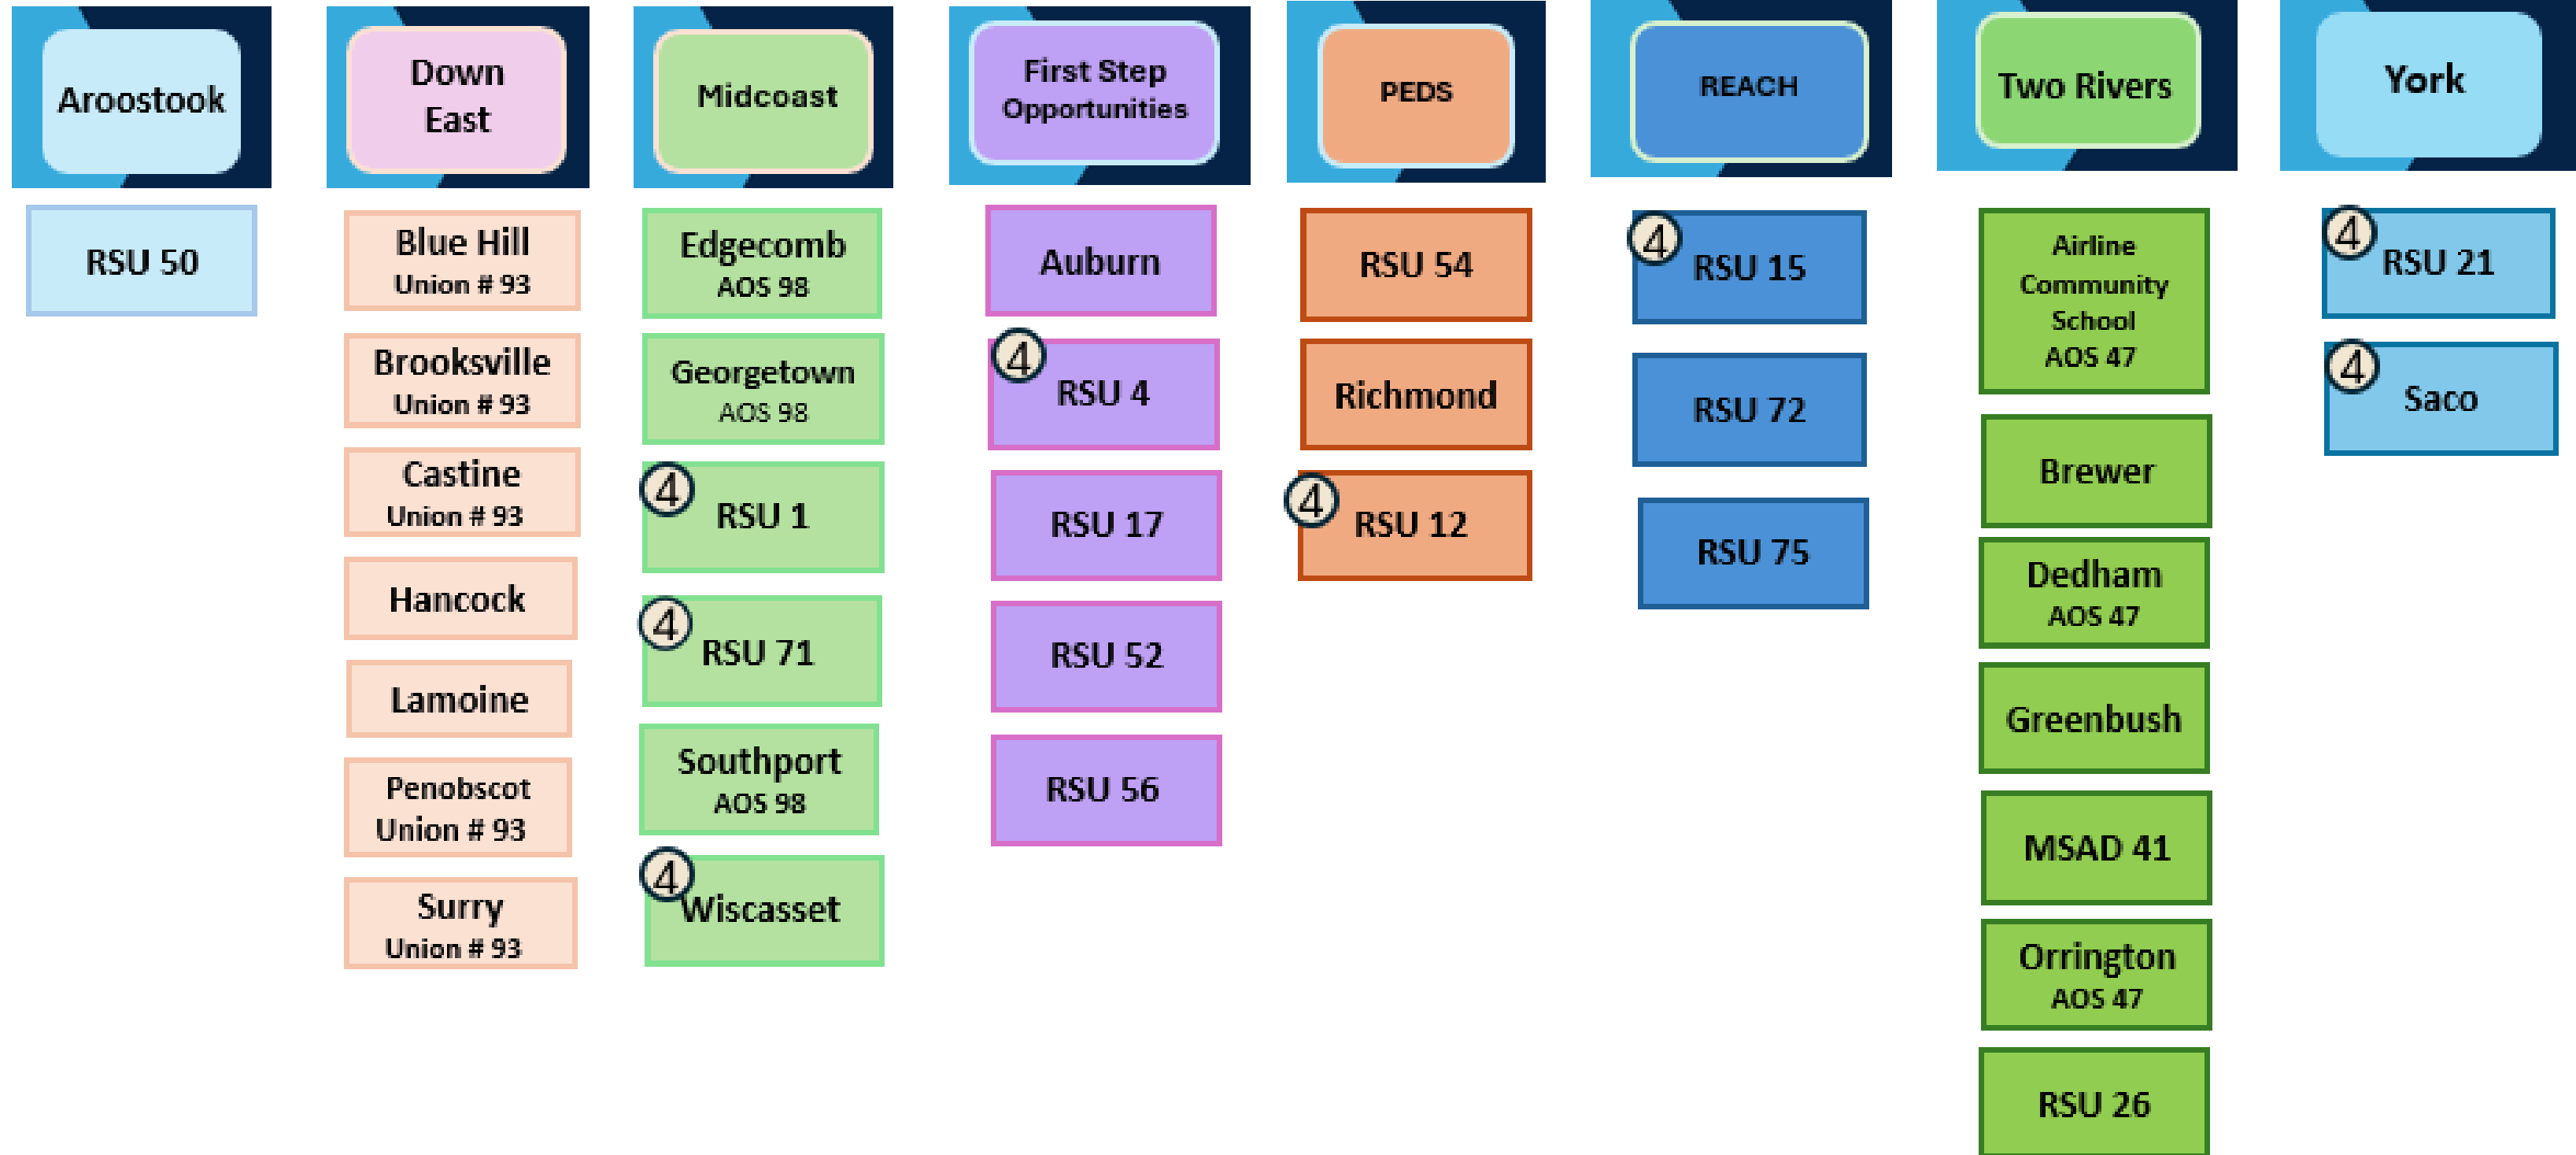 Aroostook
RSU 50
Down
East
Blue Hill
Union # 93
Brooksville
Union # 93
Castine
Union # 93
Hancock
Lamoine
Penobscot
Union # 93
Surry
Union # 93
Midcoast
Edgecomb
AOS 98
Georgetown
AOS 98
4
RSU 1
4
RSU 71
Southport
AOS 98
4
Wiscasset
First Step
Opportunities
Auburn
4
RSU 4
RSU 17
RSU 52
RSU 56
PEDS
RSU 54
Richmond
4
RSU 12
REACH
4
RSU 15
RSU 72
RSU 75
Two Rivers
Airline
Community
School
AOS 47
Brewer
Dedham
AOS 47
Greenbush
MSAD 41
Orrington
AOS 47
RSU 26
York
4
RSU 21
4
Saco